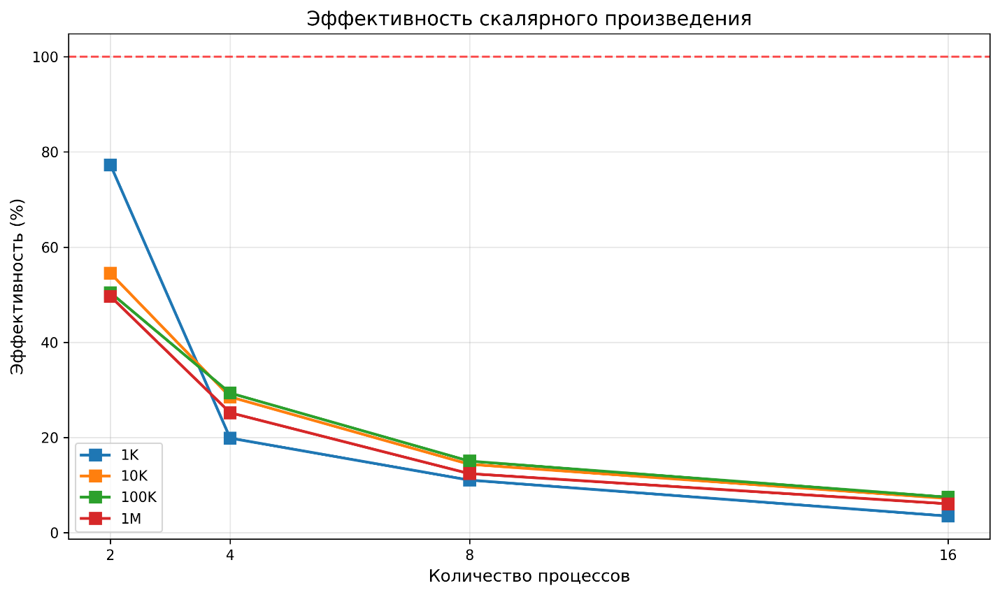 Эффективность скалярного произведения
Эффективность (%)
100
80
60
40
20
0
1K
10K
100K
1M
2
4
8
16
Количество процессов